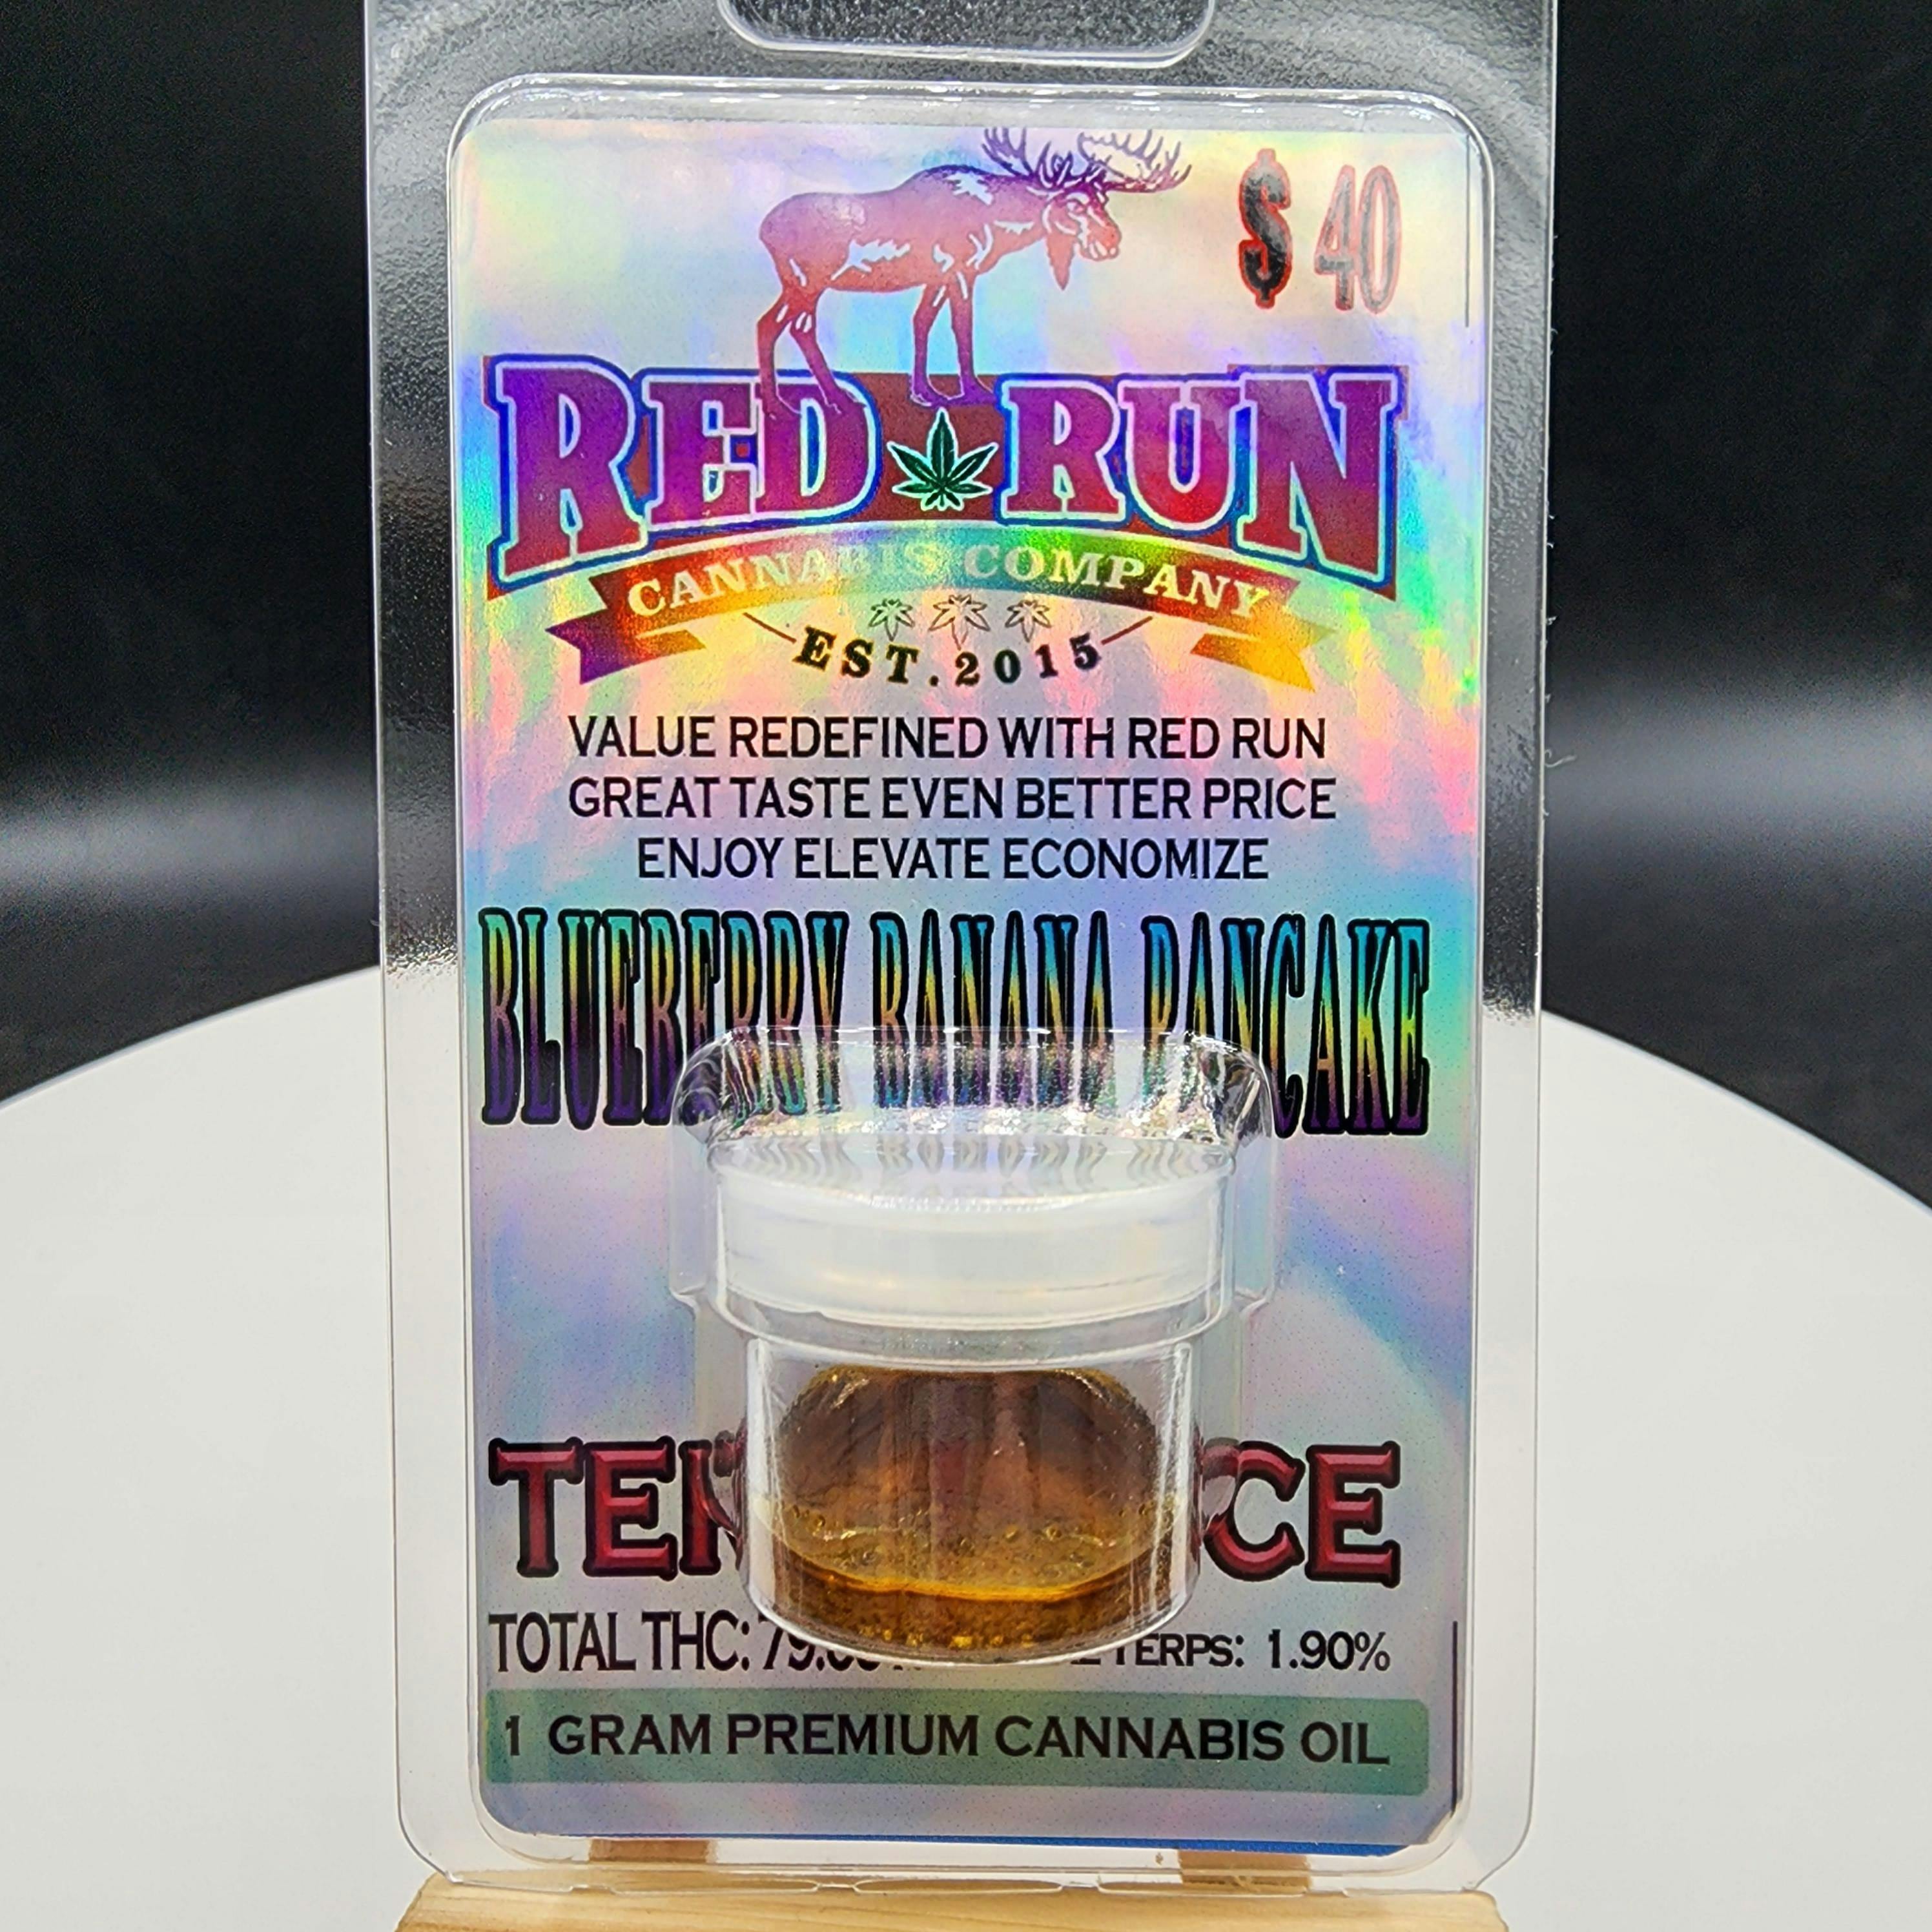 $ 40
RED RUN
CANNABIS COMPANY
EST. 2015
VALUE REDEFINED WITH RED RUN
GREAT TASTE EVEN BETTER PRICE
ENJOY ELEVATE ECONOMIZE
BLUEBERRY BANANA PANCAKE
TOTAL THC: TERPS: 1.90%
1 GRAM PREMIUM CANNABIS OIL